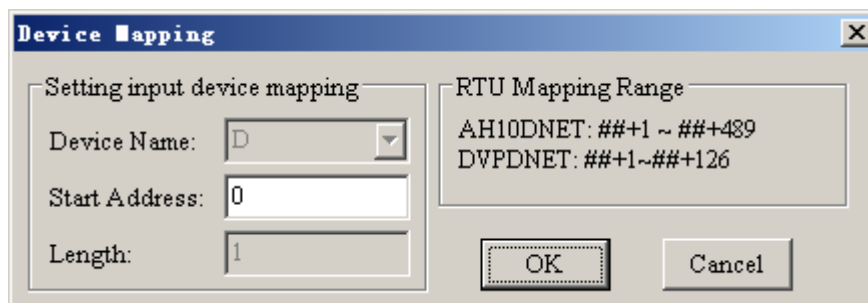 Device Mapping
Setting input device mapping
Device Name: D
Start Address: 0
Length: 1
RTU Mapping Range
AH10DNET: ##+1 ~ ##+489
DVPDNET: ##+1~##+126
OK
Cancel